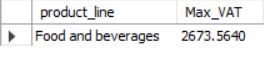 product_line Max_VAT
Food and beverages 2673.5640